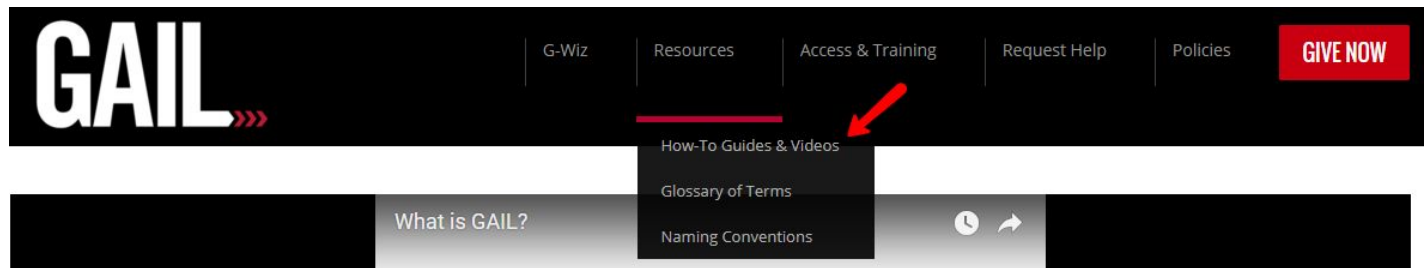 GAIL
G-Wiz
Resources
Access & Training
Request Help
Policies
GIVE NOW
How-To Guides & Videos
Glossary of Terms
Naming Conventions
What is GAIL?